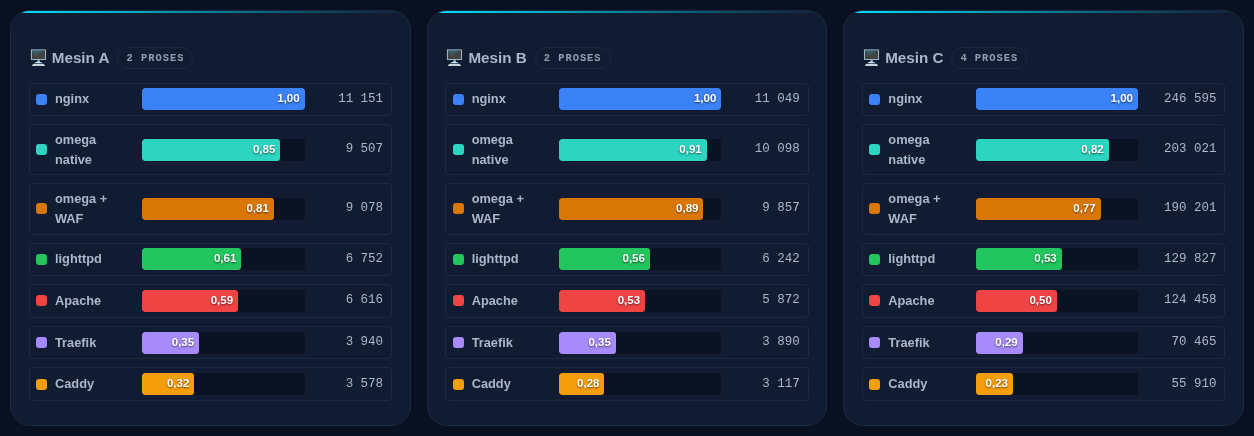 Mesin A 2 PROSES
nginx 1,00 11 151
omega
native 0,85 9 507
omega +
WAF 0,81 9 078
lighttpd 0,61 6 752
Apache 0,59 6 616
Traefik 0,35 3 940
Caddy 0,32 3 578
Mesin B 2 PROSES
nginx 1,00 11 049
omega
native 0,91 10 098
omega +
WAF 0,89 9 857
lighttpd 0,56 6 242
Apache 0,53 5 872
Traefik 0,35 3 890
Caddy 0,28 3 117
Mesin C 4 PROSES
nginx 1,00 246 595
omega
native 0,82 203 021
omega +
WAF 0,77 190 201
lighttpd 0,53 129 827
Apache 0,50 124 458
Traefik 0,29 70 465
Caddy 0,23 55 910